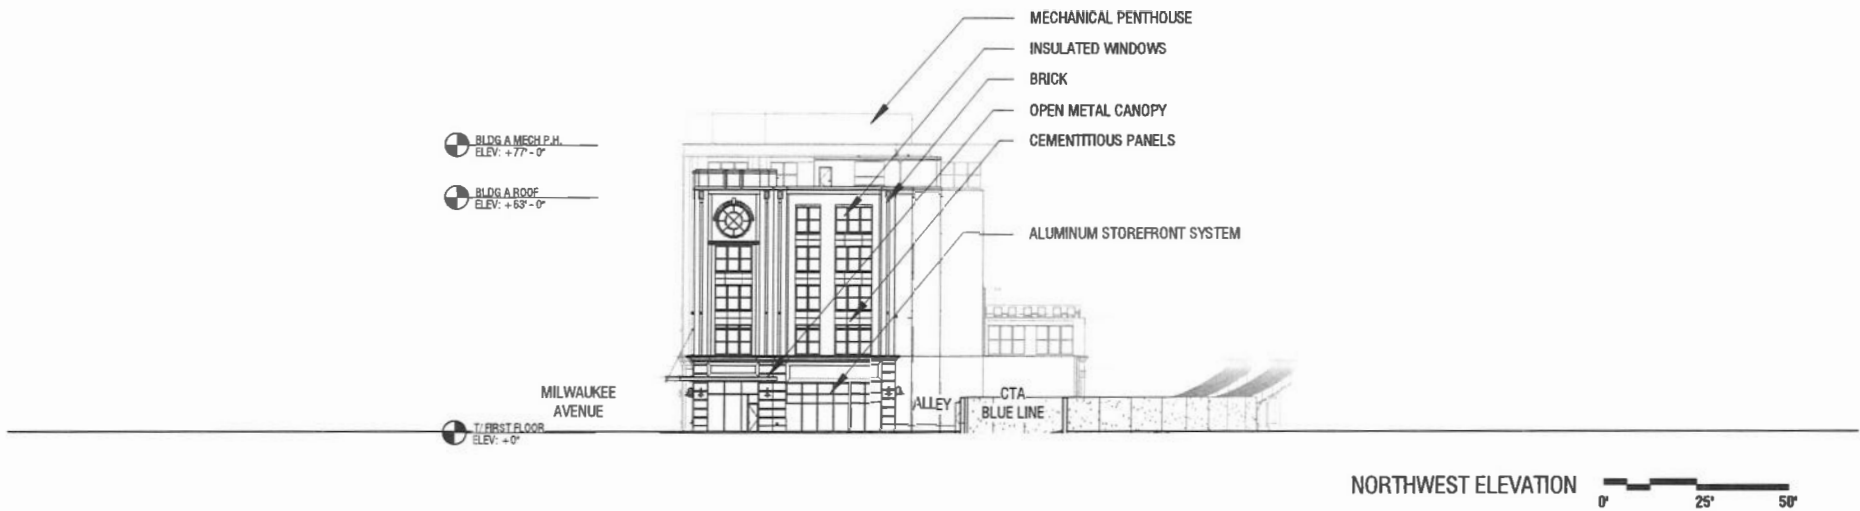 MECHANICAL PENTHOUSE
INSULATED WINDOWS
BRICK
OPEN METAL CANOPY
CEMENTITIOUS PANELS
BLDG A MECH P.H.
ELEV: +77'-0"
BLDG A ROOF
ELEV: +63'-0"
ALUMINUM STOREFRONT SYSTEM
MILWAUKEE
AVENUE
ALLEY
CTA
BLUE LINE
T/ FIRST FLOOR
ELEV: +0"
NORTHWEST ELEVATION
0' 25' 50'